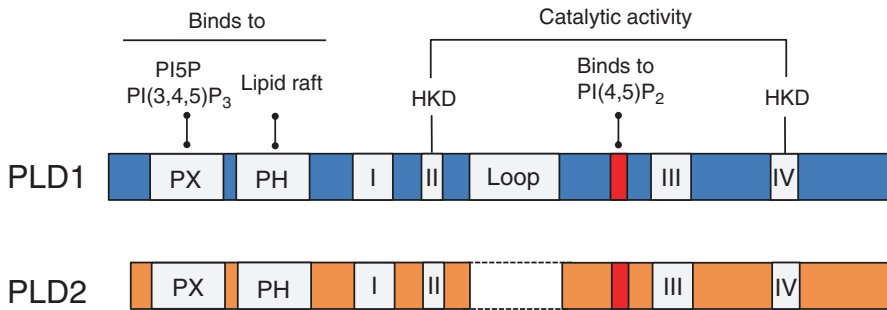 Binds to
Catalytic activity
PI5P
PI(3,4,5)P₃
Lipid raft
Binds to
PI(4,5)P₂
HKD
HKD
PLD1
PX
PH
I
II
Loop
III
IV
PLD2
PX
PH
I
II
III
IV